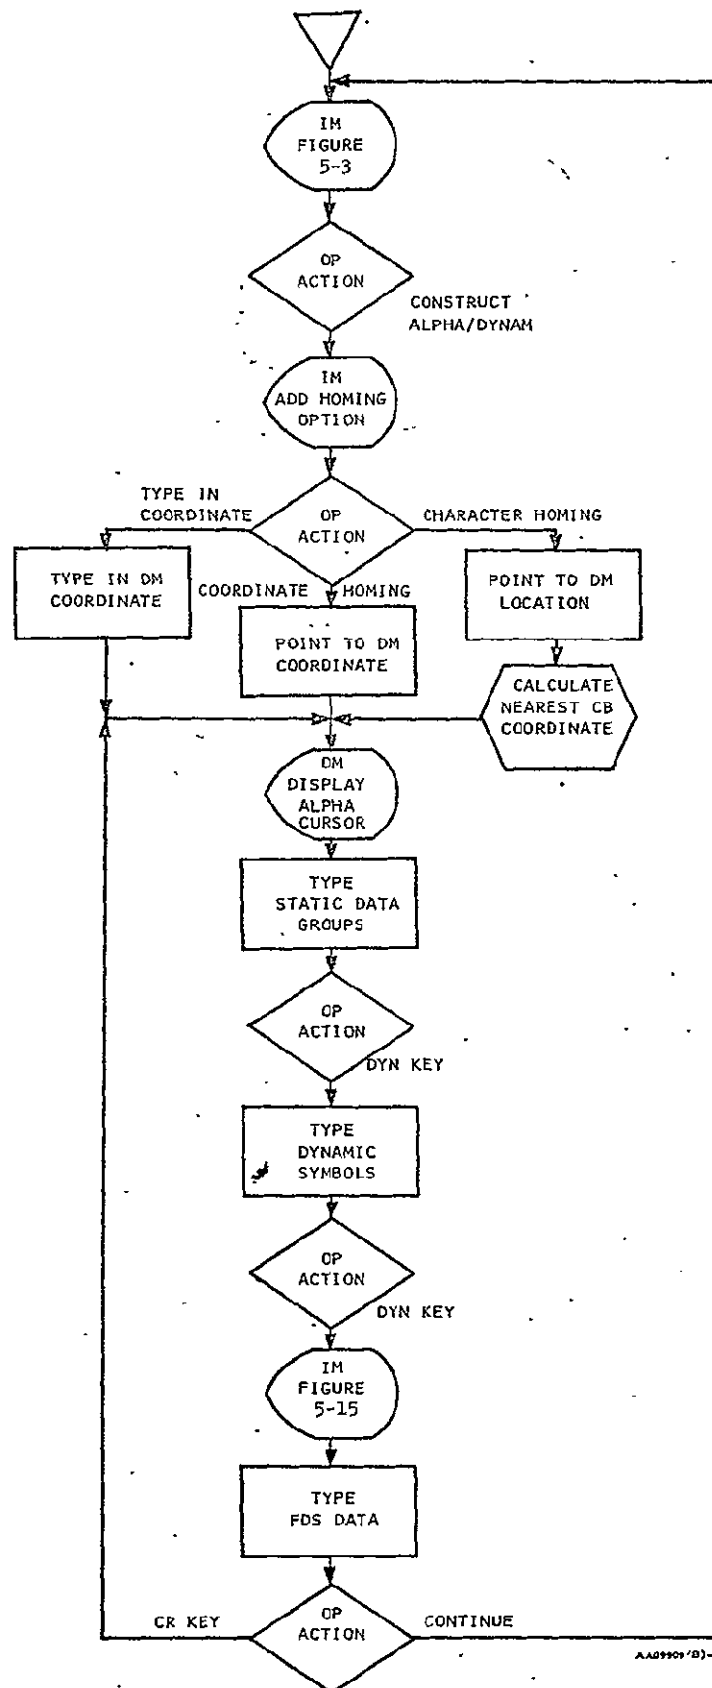 IM
FIGURE
5-3
OP
ACTION
CONSTRUCT
ALPHA/DYNAM
IM
ADD HOMING
OPTION
TYPE IN
COORDINATE
OP
ACTION
CHARACTER HOMING
TYPE IN DM
COORDINATE
COORDINATE HOMING
POINT TO DM
LOCATION
POINT TO DM
COORDINATE
CALCULATE
NEAREST CB
COORDINATE
DM
DISPLAY
ALPHA
CURSOR
TYPE
STATIC DATA
GROUPS
OP
ACTION
DYN KEY
TYPE
DYNAMIC
SYMBOLS
OP
ACTION
DYN KEY
IM
FIGURE
5-15
TYPE
FDS DATA
CR KEY
OP
ACTION
CONTINUE